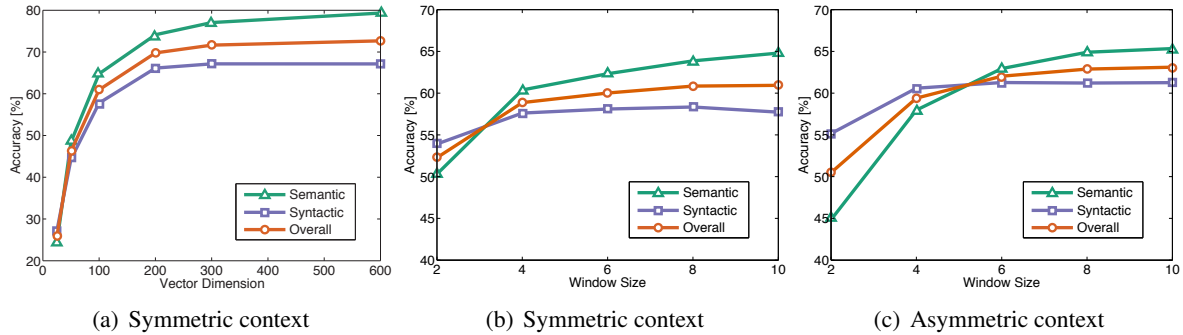 80
70
60
50
40
30
20
0
100
200
300
400
500
600
Accuracy [%]
Vector Dimension
Semantic
Syntactic
Overall
(a) Symmetric context
70
65
60
55
50
45
40
2
4
6
8
10
Accuracy [%]
Window Size
Semantic
Syntactic
Overall
(b) Symmetric context
70
65
60
55
50
45
40
2
4
6
8
10
Accuracy [%]
Window Size
Semantic
Syntactic
Overall
(c) Asymmetric context